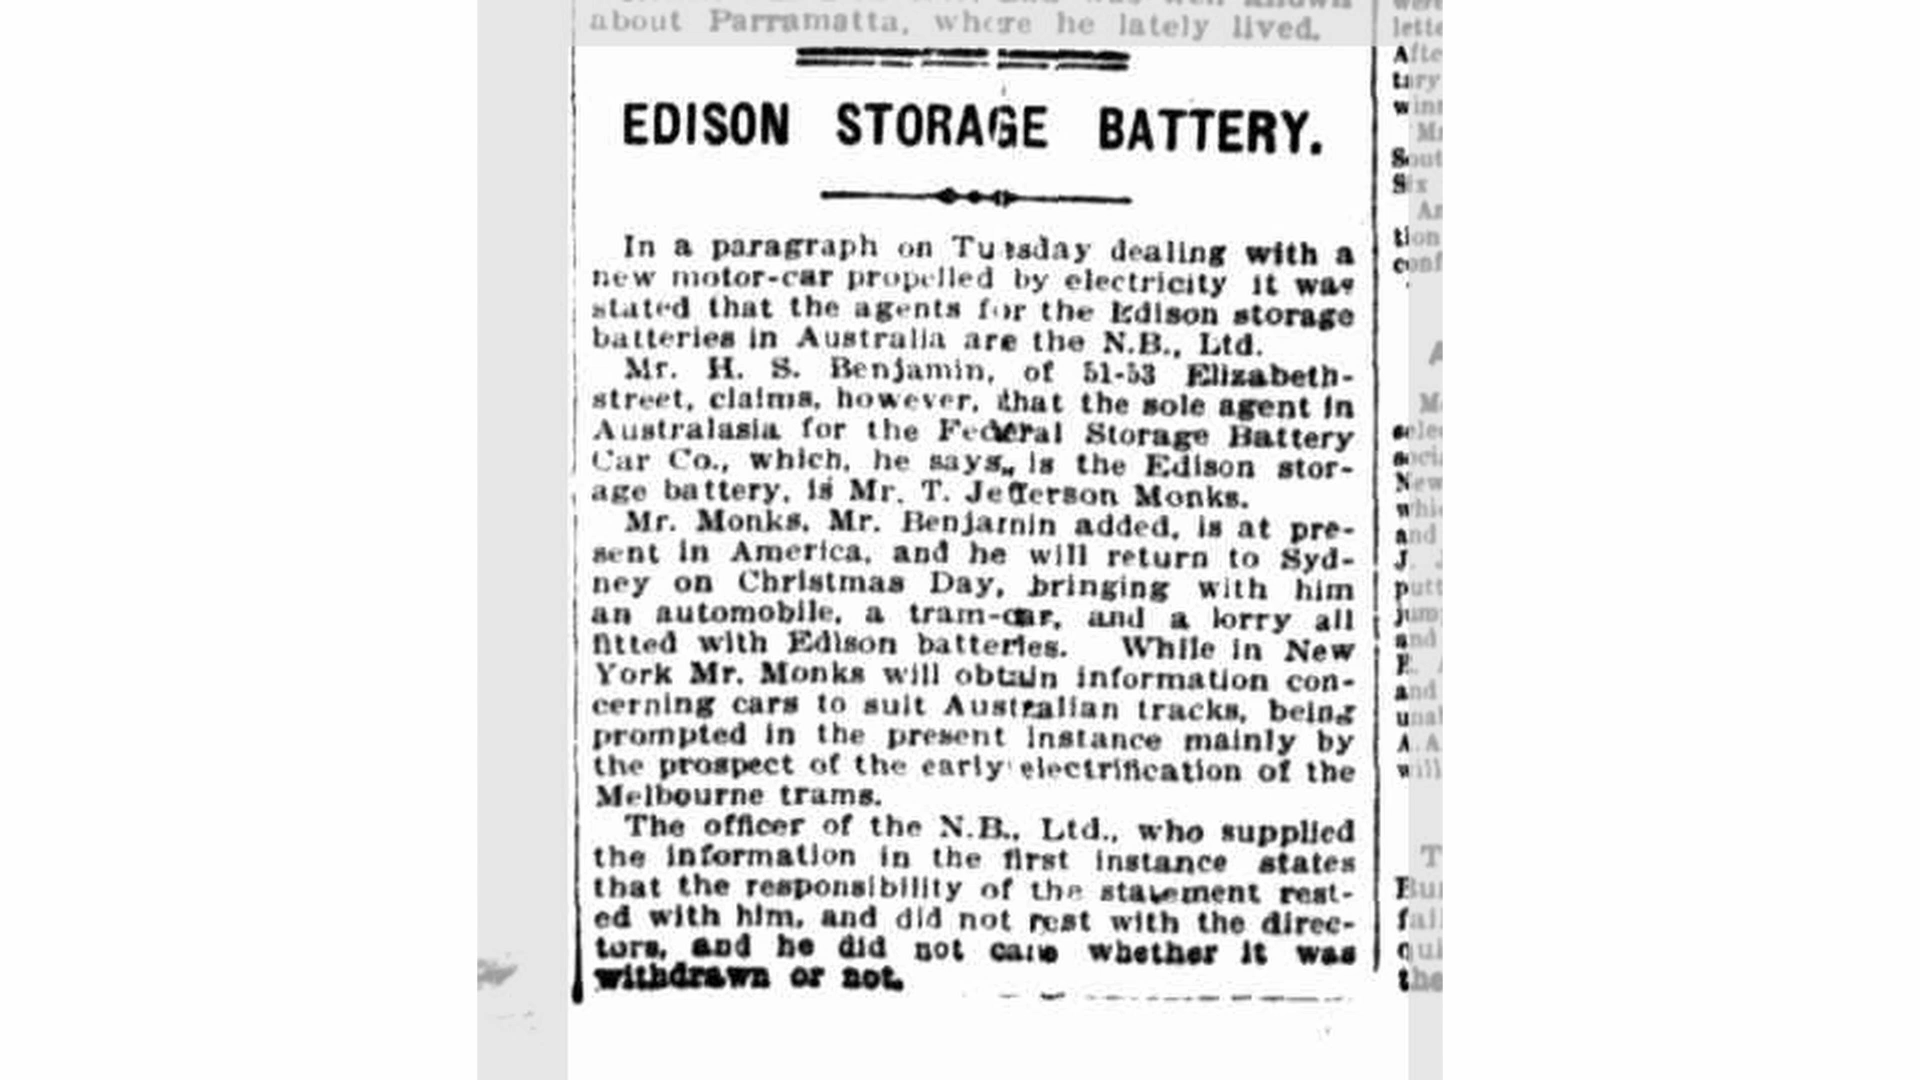 about Parramatta, where he lately lived.
EDISON STORAGE BATTERY.
In a paragraph on Tuesday dealing with a
new motor-car propelled by electricity it was
stated that the agents for the Edison storage
batteries in Australia are the N.B., Ltd.
Mr. H. S. Benjamin, of 51-53 Elizabeth-
street, claims, however, that the sole agent in
Australasia for the Federal Storage Battery
Car Co., which, he says, is the Edison stor-
age battery, is Mr. T. Jefferson Monks.
Mr. Monks, Mr. Benjamin added, is at pre-
sent in America, and he will return to Syd-
ney on Christmas Day, bringing with him
an automobile, a tram-car, and a lorry all
fitted with Edison batteries. While in New
York Mr. Monks will obtain information con-
cerning cars to suit Australian tracks, being
prompted in the present instance mainly by
the prospect of the early electrification of the
Melbourne trams.
The officer of the N.B., Ltd., who supplied
the information in the first instance states
that the responsibility of the statement rest-
ed with him, and did not rest with the direc-
tors, and he did not care whether it was
withdrawn or not.